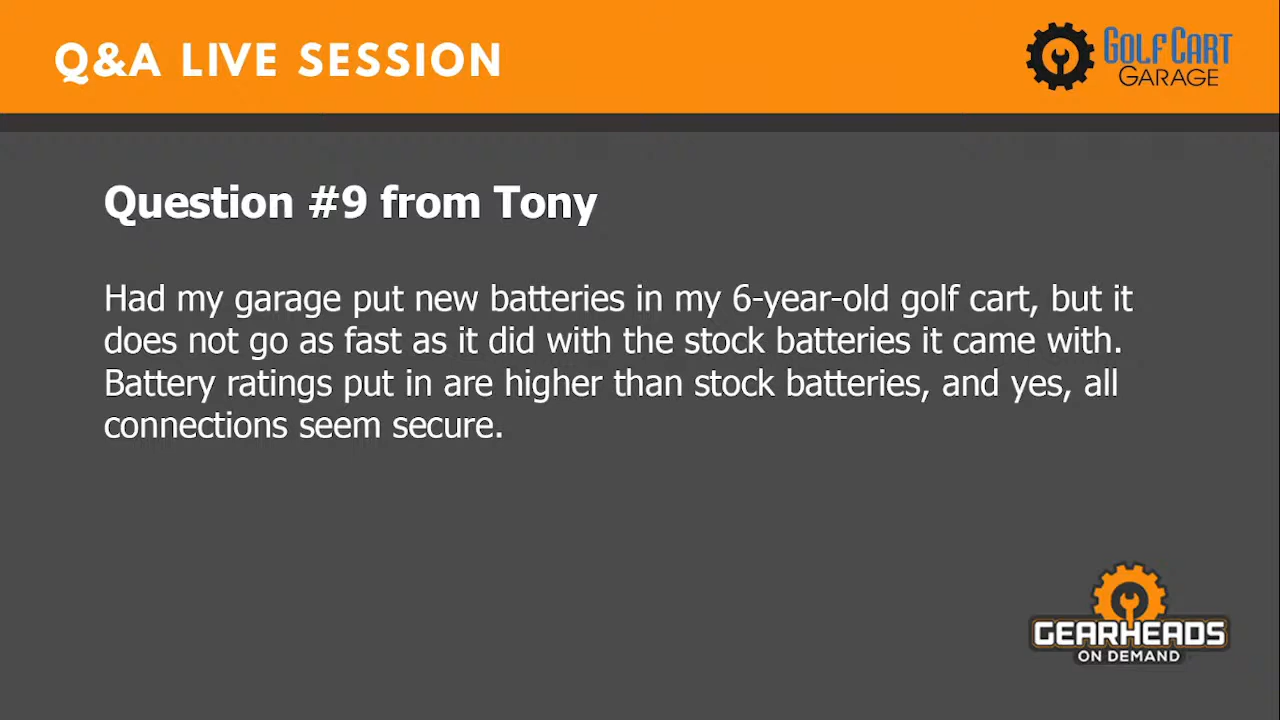 Q&A LIVE SESSION
GOLF CART
GARAGE
Question #9 from Tony
Had my garage put new batteries in my 6-year-old golf cart, but it
does not go as fast as it did with the stock batteries it came with.
Battery ratings put in are higher than stock batteries, and yes, all
connections seem secure.
GEARHEADS
ON DEMAND